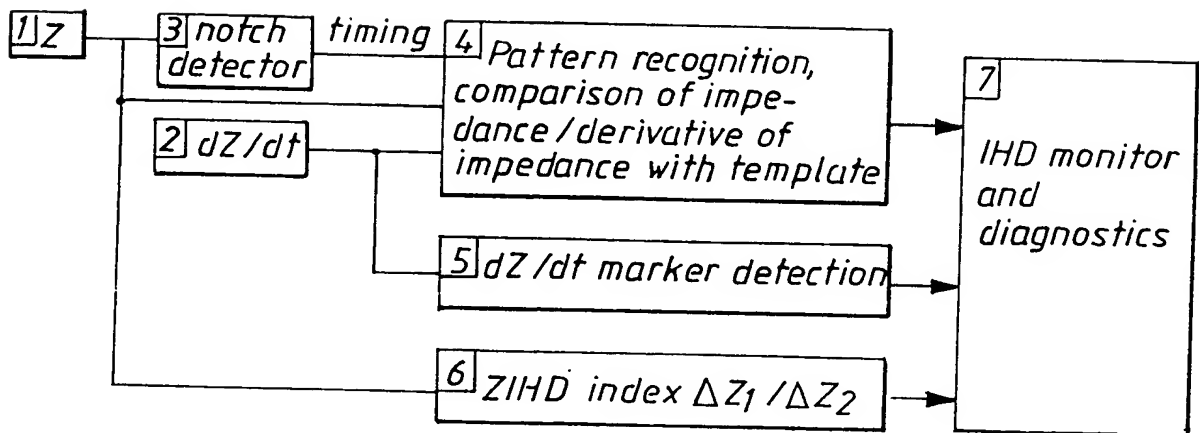 1 Z
3 notch
detector
timing
4 Pattern recognition,
comparison of impe-
dance/derivative of
impedance with template
2 dZ/dt
5 dZ/dt marker detection
6 ZIHD index ΔZ₁/ΔZ₂
7
IHD monitor
and
diagnostics